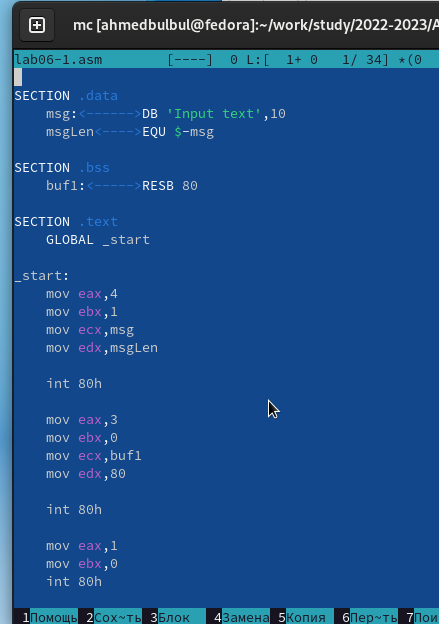 mc [ahmedbulbul@fedora]:~/work/study/2022-2023/
lab06-1.asm [----] 0 L:[ 1+ 0 1/ 34] *(0
SECTION .data
msg:<------>DB 'Input text',10
msgLen<---->EQU $-msg
SECTION .bss
buf1:<----->RESB 80
SECTION .text
GLOBAL _start
_start:
mov eax,4
mov ebx,1
mov ecx,msg
mov edx,msgLen
int 80h
mov eax,3
mov ebx,0
mov ecx,buf1
mov edx,80
int 80h
mov eax,1
mov ebx,0
int 80h
1Помощь 2Сох~ть 3Блок 4Замена 5Копия 6Пер~ть 7Пои